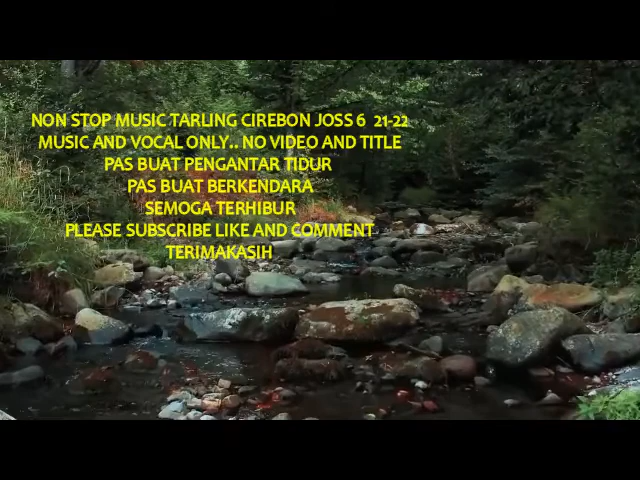 NON STOP MUSIC TARLING CIREBON JOSS 6 21-22
MUSIC AND VOCAL ONLY.. NO VIDEO AND TITLE
PAS BUAT PENGANTAR TIDUR
PAS BUAT BERKENDARA
SEMOGA TERHIBUR
PLEASE SUBSCRIBE LIKE AND COMMENT
TERIMAKASIH